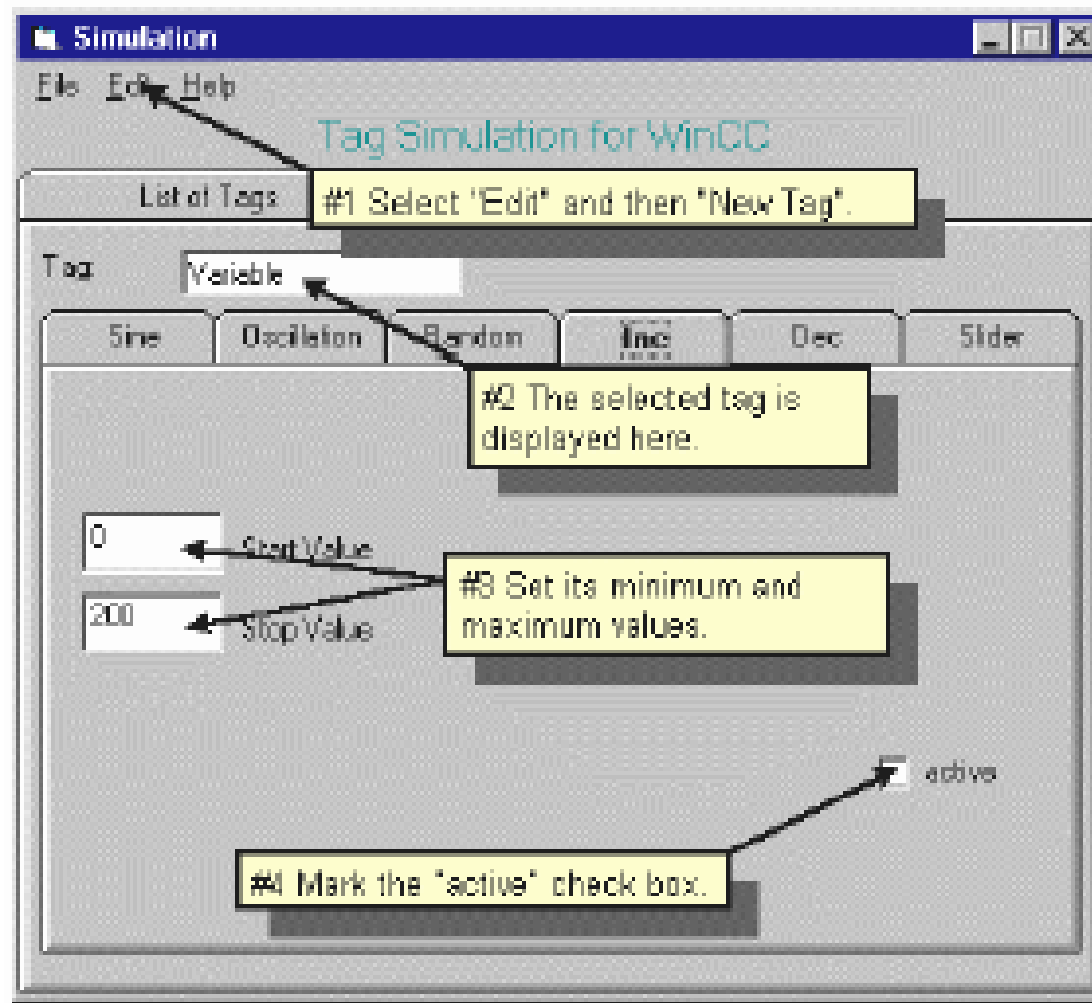 Simulation
File Edit Help
Tag Simulation for WinCC
List of Tags
#1 Select "Edit" and then "New Tag".
Tag:
Variable
Sine Oscillation Random Inc Dec Slider
#2 The selected tag is
displayed here.
0
Start Value
#3 Set its minimum and
maximum values.
200
Stop Value
active
#4 Mark the "active" check box.